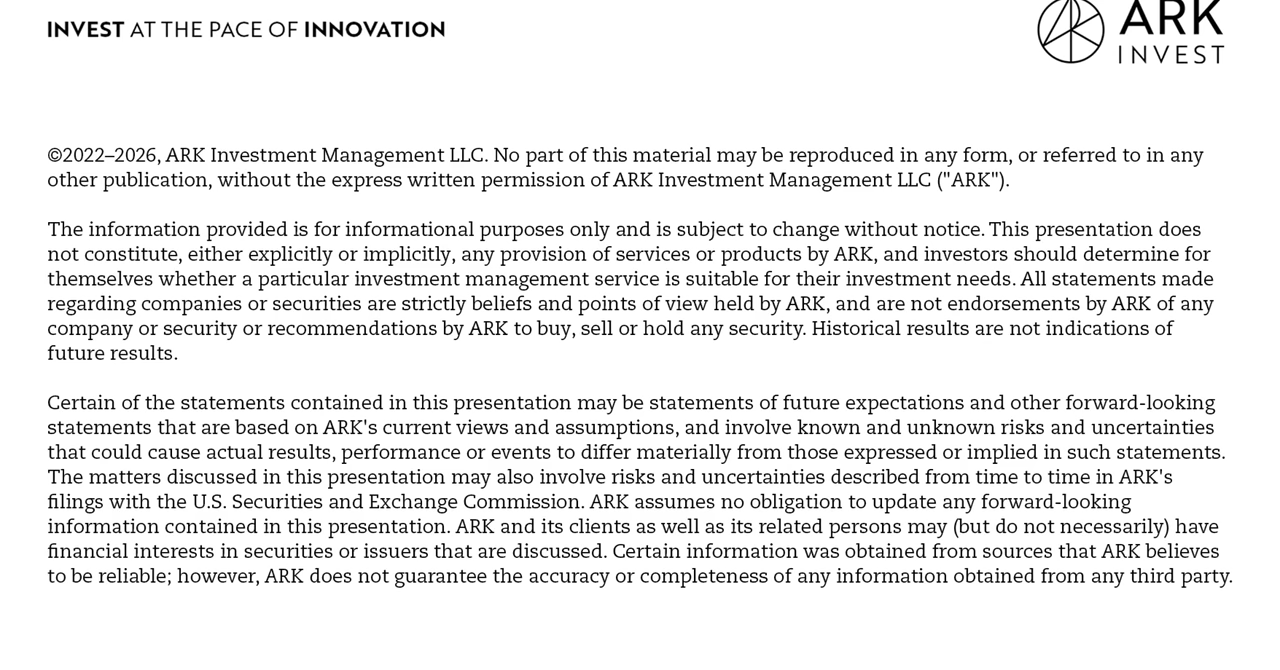 INVEST AT THE PACE OF INNOVATION
ARK
INVEST
©2022–2026, ARK Investment Management LLC. No part of this material may be reproduced in any form, or referred to in any
other publication, without the express written permission of ARK Investment Management LLC ("ARK").
The information provided is for informational purposes only and is subject to change without notice. This presentation does
not constitute, either explicitly or implicitly, any provision of services or products by ARK, and investors should determine for
themselves whether a particular investment management service is suitable for their investment needs. All statements made
regarding companies or securities are strictly beliefs and points of view held by ARK, and are not endorsements by ARK of any
company or security or recommendations by ARK to buy, sell or hold any security. Historical results are not indications of
future results.
Certain of the statements contained in this presentation may be statements of future expectations and other forward-looking
statements that are based on ARK's current views and assumptions, and involve known and unknown risks and uncertainties
that could cause actual results, performance or events to differ materially from those expressed or implied in such statements.
The matters discussed in this presentation may also involve risks and uncertainties described from time to time in ARK's
filings with the U.S. Securities and Exchange Commission. ARK assumes no obligation to update any forward-looking
information contained in this presentation. ARK and its clients as well as its related persons may (but do not necessarily) have
financial interests in securities or issuers that are discussed. Certain information was obtained from sources that ARK believes
to be reliable; however, ARK does not guarantee the accuracy or completeness of any information obtained from any third party.